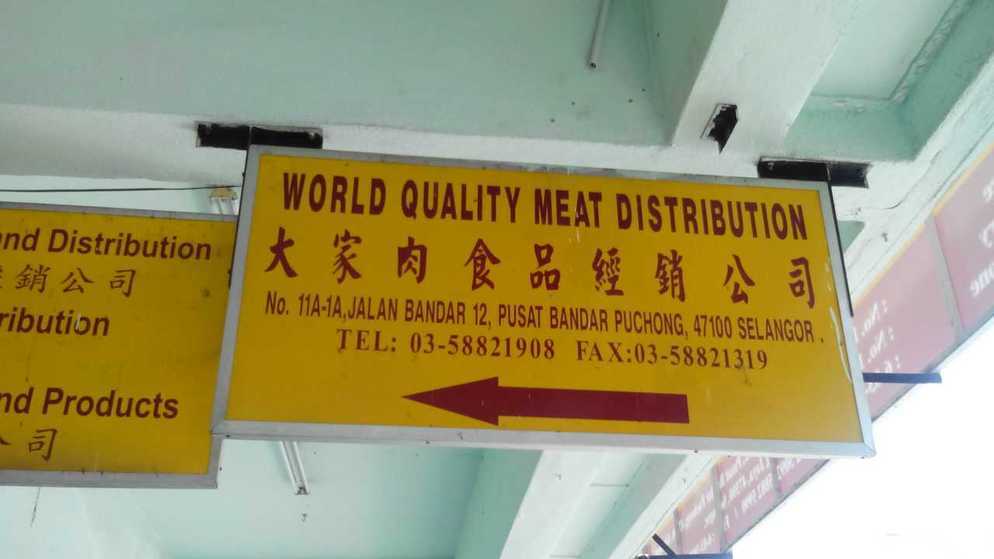 WORLD QUALITY MEAT DISTRIBUTION
大家肉食品經銷公司
No. 11A-1A,JALAN BANDAR 12, PUSAT BANDAR PUCHONG, 47100 SELANGOR .
TEL: 03-58821908 FAX:03-58821319
and Distribution
銷公司
ribution
nd Products
公司